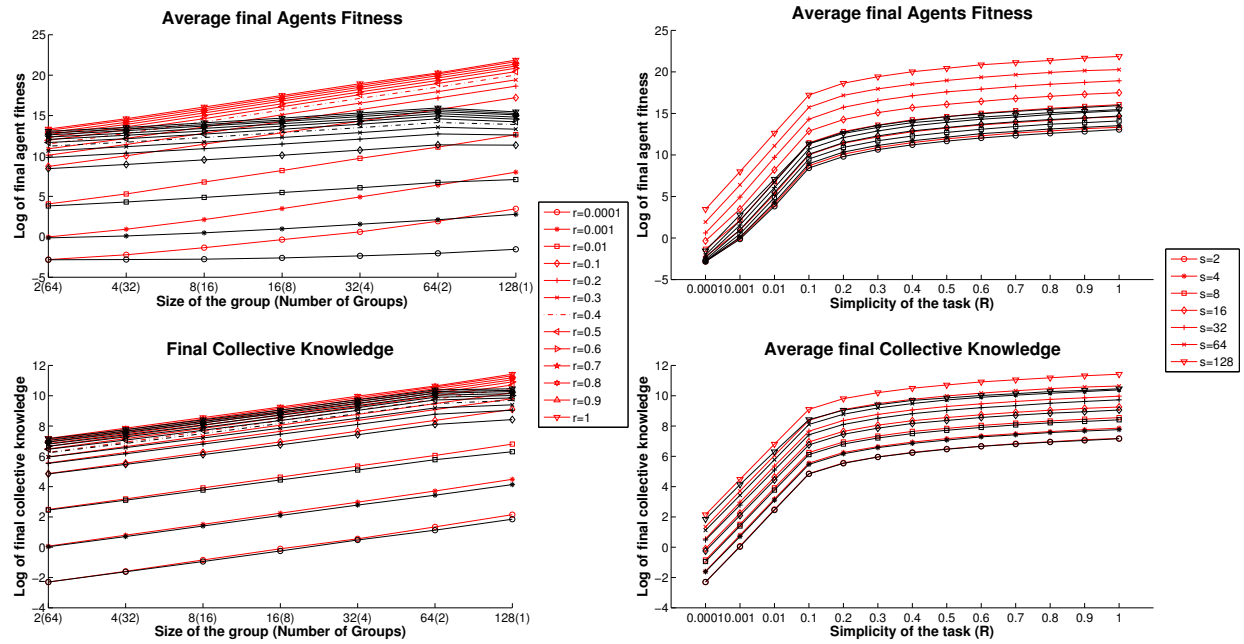 Average final Agents Fitness
Log of final agent fitness
25
20
15
10
5
0
−5
2(64) 4(32) 8(16) 16(8) 32(4) 64(2) 128(1)
Size of the group (Number of Groups)
Average final Agents Fitness
Log of final agent fitness
25
20
15
10
5
0
−5
0.0001 0.001 0.01 0.1 0.2 0.3 0.4 0.5 0.6 0.7 0.8 0.9 1
Simplicity of the task (R)
r=0.0001
r=0.001
r=0.01
r=0.1
r=0.2
r=0.3
r=0.4
r=0.5
r=0.6
r=0.7
r=0.8
r=0.9
r=1
s=2
s=4
s=8
s=16
s=32
s=64
s=128
Final Collective Knowledge
Log of final collective knowledge
12
10
8
6
4
2
0
−2
−4
2(64) 4(32) 8(16) 16(8) 32(4) 64(2) 128(1)
Size of the group (Number of Groups)
Average final Collective Knowledge
Log of final collective knowledge
12
10
8
6
4
2
0
−2
−4
0.0001 0.001 0.01 0.1 0.2 0.3 0.4 0.5 0.6 0.7 0.8 0.9 1
Simplicity of the task (R)